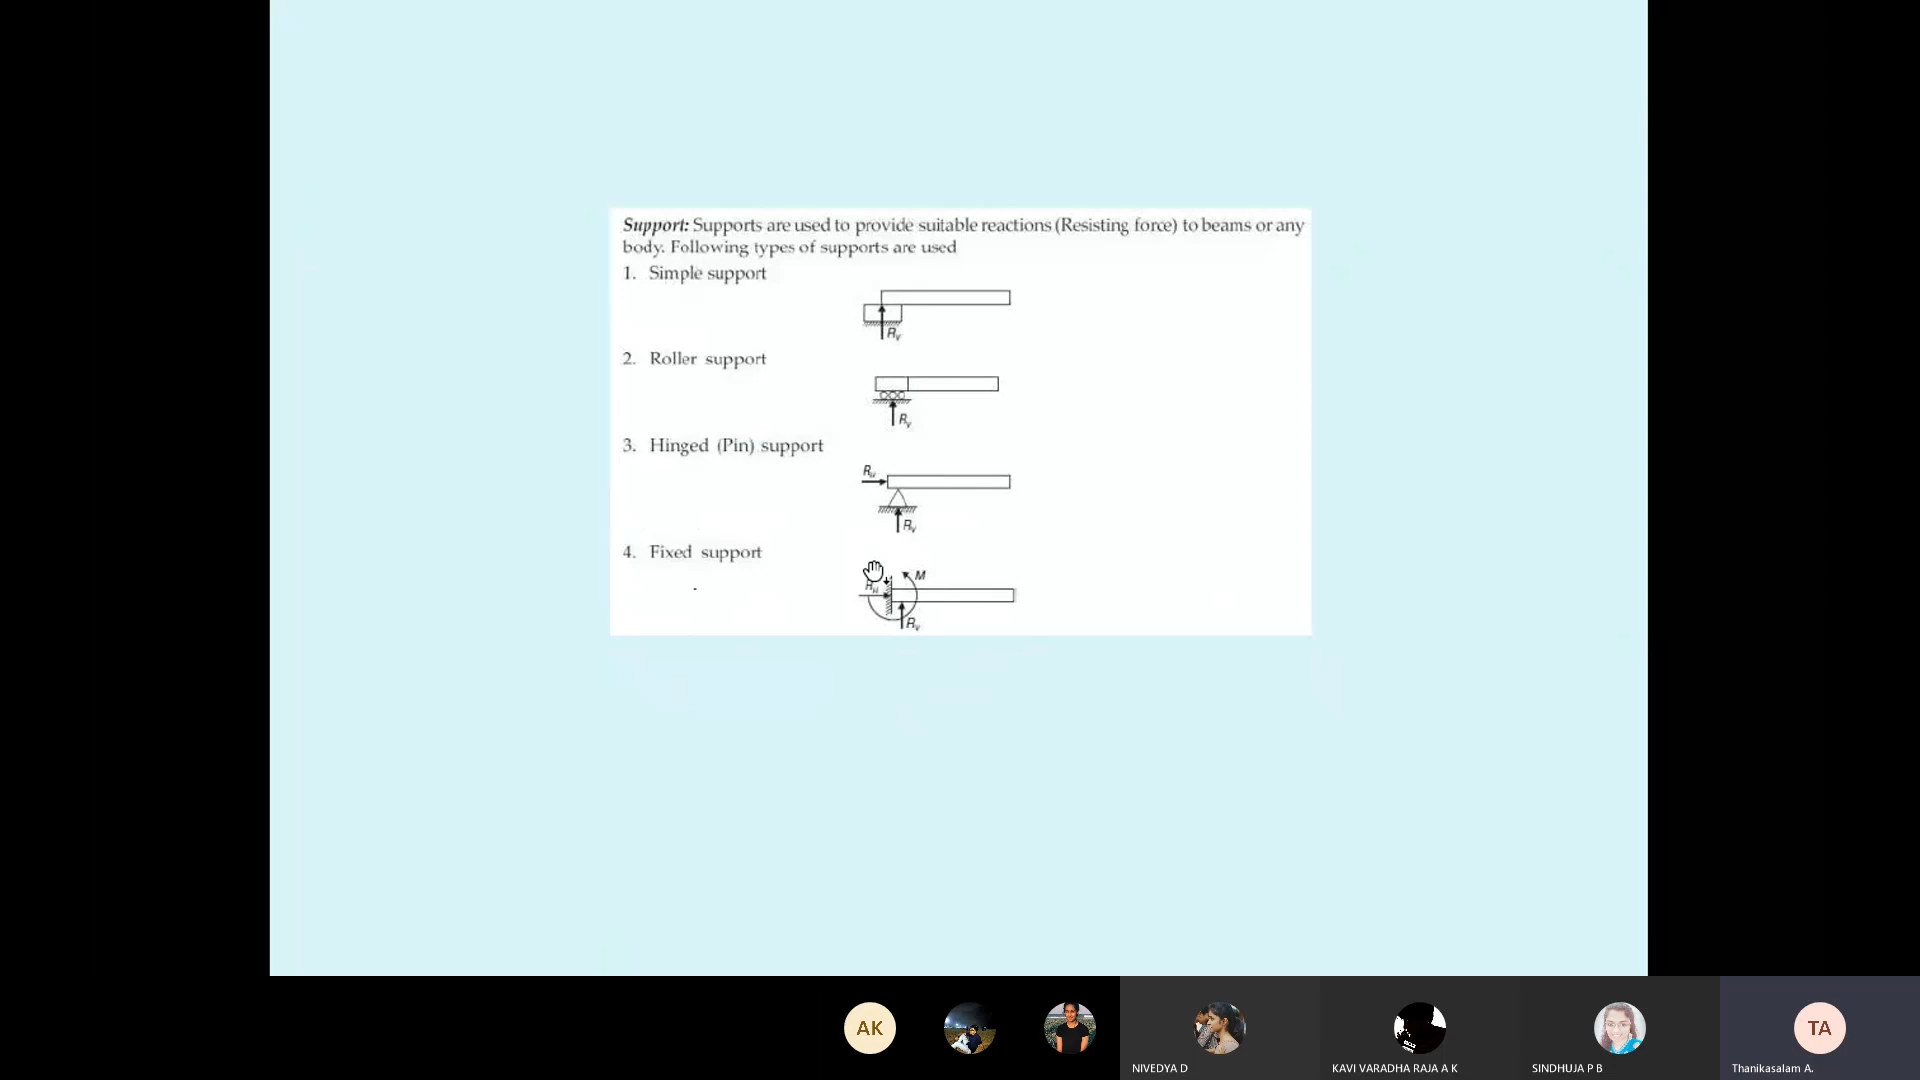 Support: Supports are used to provide suitable reactions (Resisting force) to beams or any
body. Following types of supports are used
1. Simple support
Rv
2. Roller support
Rv
3. Hinged (Pin) support
RH
Rv
4. Fixed support
M
RH
Rv
AK
TA
NIVEDYA D
KAVI VARADHA RAJA A K
SINDHUJA P B
Thanikasalam A.